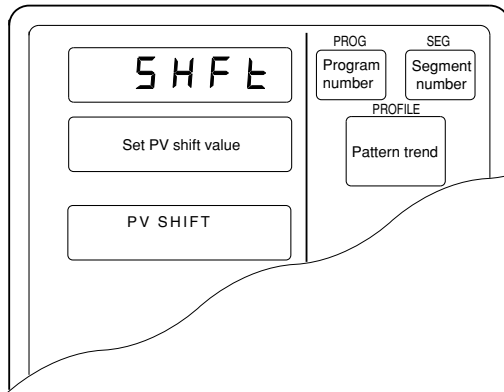 SHFt
Set PV shift value
PV SHIFT
PROG
Program
number
SEG
Segment
number
PROFILE
Pattern trend